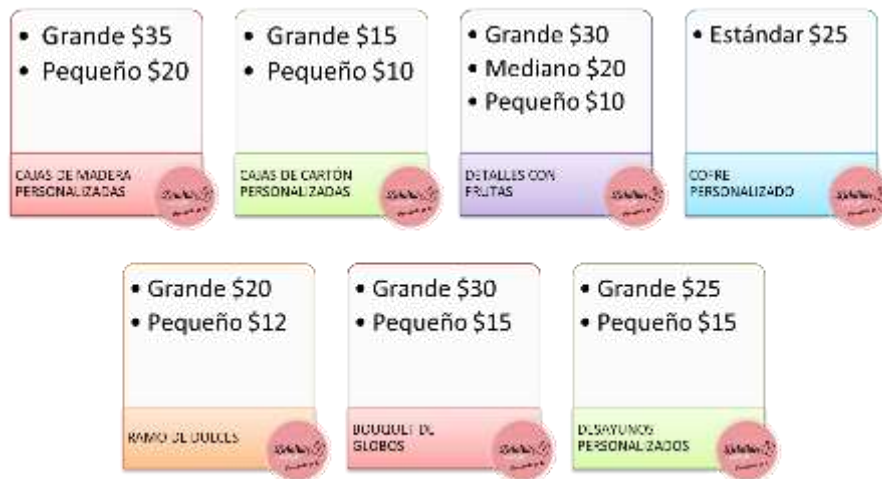 • Grande $35
• Pequeño $20
CAJAS DE MADERA
PERSONALIZADAS
• Grande $15
• Pequeño $10
CAJAS DE CARTÓN
PERSONALIZADAS
• Grande $30
• Mediano $20
• Pequeño $10
DETALLES CON
FRUTAS
• Estándar $25
COFRE
PERSONALIZADO
• Grande $20
• Pequeño $12
RAMO DE DULCES
• Grande $30
• Pequeño $15
BOUQUET DE
GLOBOS
• Grande $25
• Pequeño $15
DESAYUNOS
PERSONALIZADOS